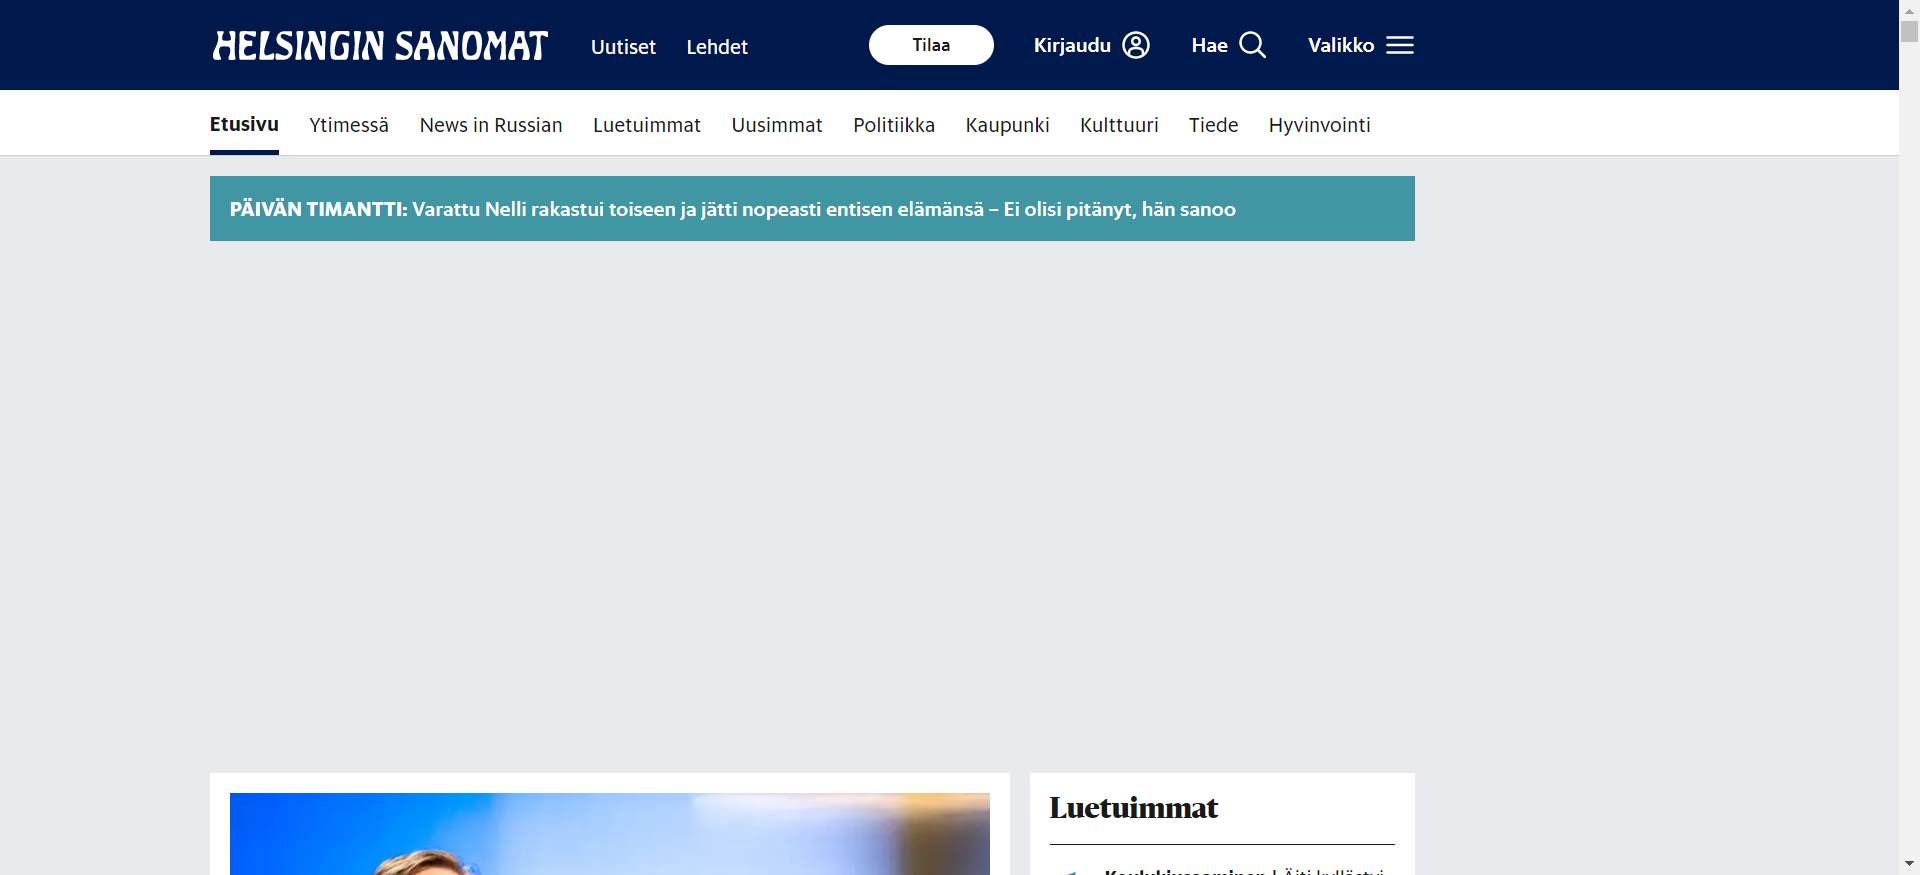 HELSINGIN SANOMAT
Uutiset Lehdet
Tilaa
Kirjaudu
Hae
Valikko
Etusivu Ytimessä News in Russian Luetuimmat Uusimmat Politiikka Kaupunki Kulttuuri Tiede Hyvinvointi
PÄIVÄN TIMANTTI: Varattu Nelli rakastui toiseen ja jätti nopeasti entisen elämänsä – Ei olisi pitänyt, hän sanoo
Luetuimmat